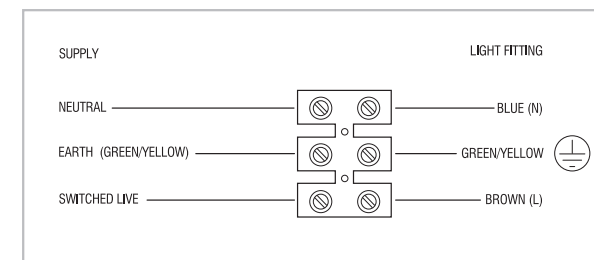 SUPPLY LIGHT FITTING
NEUTRAL BLUE (N)
EARTH (GREEN/YELLOW) GREEN/YELLOW
SWITCHED LIVE BROWN (L)